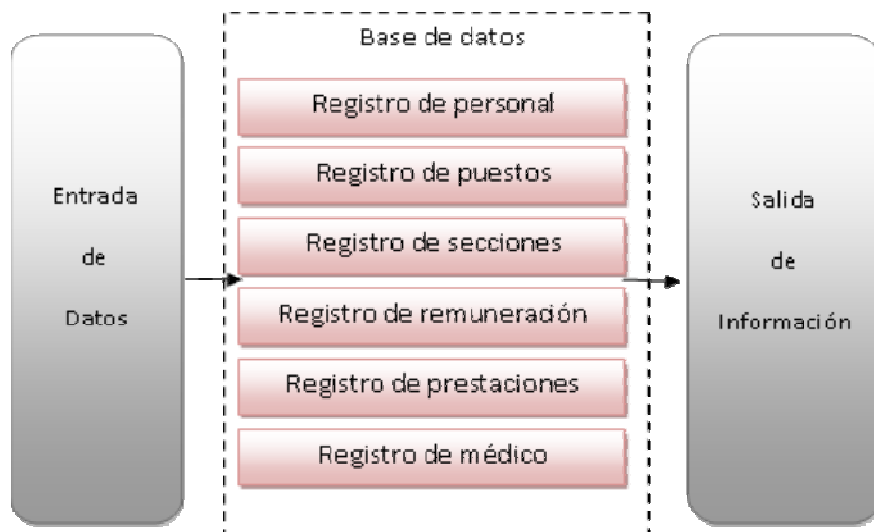 Entrada
de
Datos
Base de datos
Registro de personal
Registro de puestos
Registro de secciones
Registro de remuneración
Registro de prestaciones
Registro de médico
Salida
de
Información